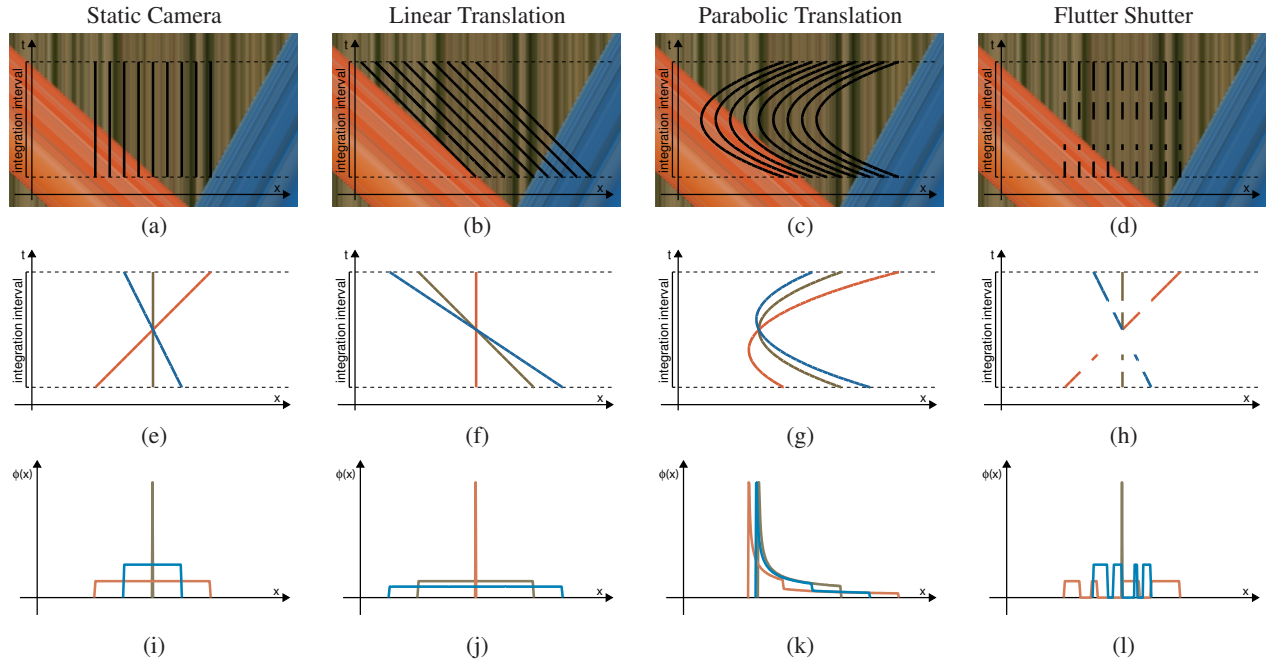 Static Camera Linear Translation Parabolic Translation Flutter Shutter
t t t t
integration interval integration interval integration interval integration interval
x x x x
(a) (b) (c) (d)
t t t t
integration interval integration interval integration interval integration interval
x x x x
(e) (f) (g) (h)
ϕ(x) ϕ(x) ϕ(x) ϕ(x)
x x x x
(i) (j) (k) (l)